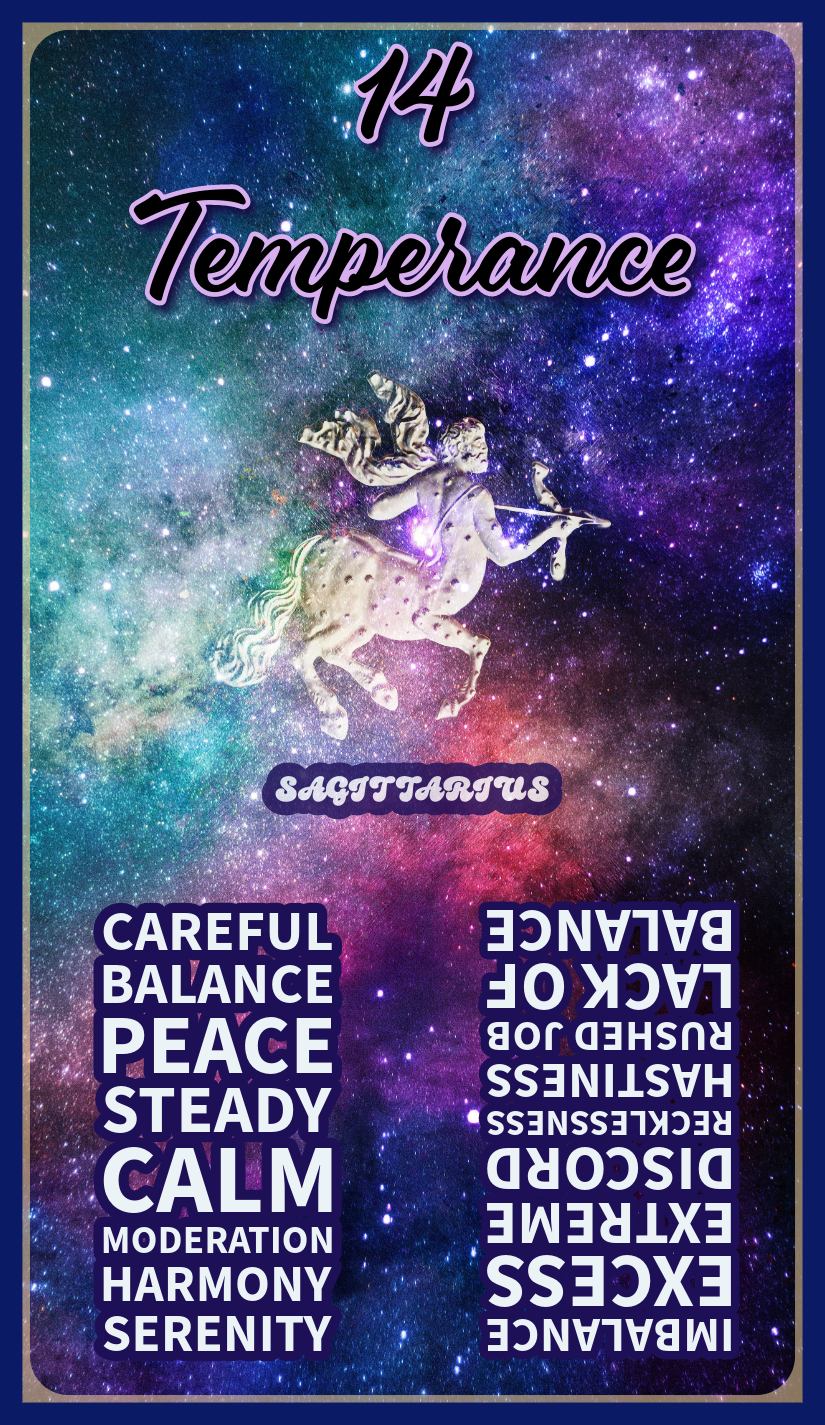 14
Temperance
SAGITTARIUS
CAREFUL
BALANCE
PEACE
STEADY
CALM
MODERATION
HARMONY
SERENITY
IMBALANCE
EXCESS
EXTREME
DISCORD
RECKLESSNESS
HASTINESS
RUSHED JOB
LACK OF
BALANCE